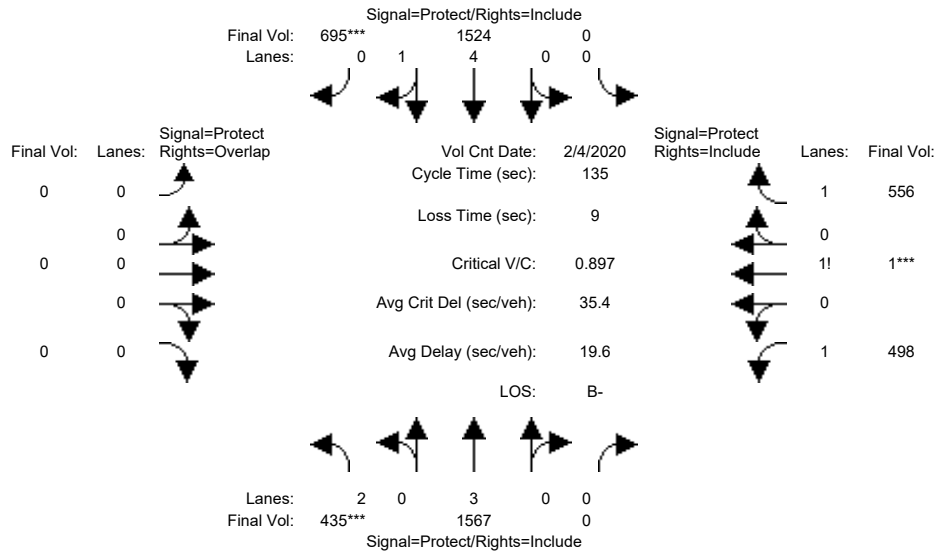 Signal=Protect/Rights=Include
Final Vol: 695*** 1524 0
Lanes: 0 1 4 0 0
Signal=Protect Signal=Protect
Final Vol: Lanes: Rights=Overlap Vol Cnt Date: 2/4/2020 Rights=Include Lanes: Final Vol:
Cycle Time (sec): 135
0 0 1 556
Loss Time (sec): 9
0 0
0 0 Critical V/C: 0.897 1! 1***
0 Avg Crit Del (sec/veh): 35.4 0
0 0 Avg Delay (sec/veh): 19.6 1 498
LOS: B-
Lanes: 2 0 3 0 0
Final Vol: 435*** 1567 0
Signal=Protect/Rights=Include